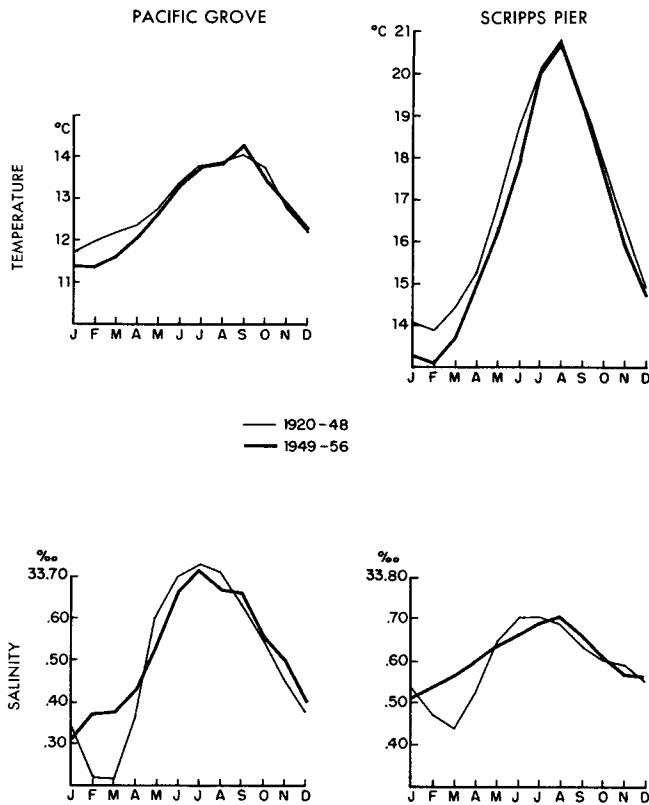 PACIFIC GROVE
SCRIPPS PIER
TEMPERATURE
°C
14
13
12
11
J F M A M J J A S O N D
°C 21
20
19
18
17
16
15
14
J F M A M J J A S O N D
1920-48
1949-56
SALINITY
‰
33.70
.60
.50
.40
.30
J F M A M J J A S O N D
‰
33.80
.70
.60
.50
.40
J F M A M J J A S O N D